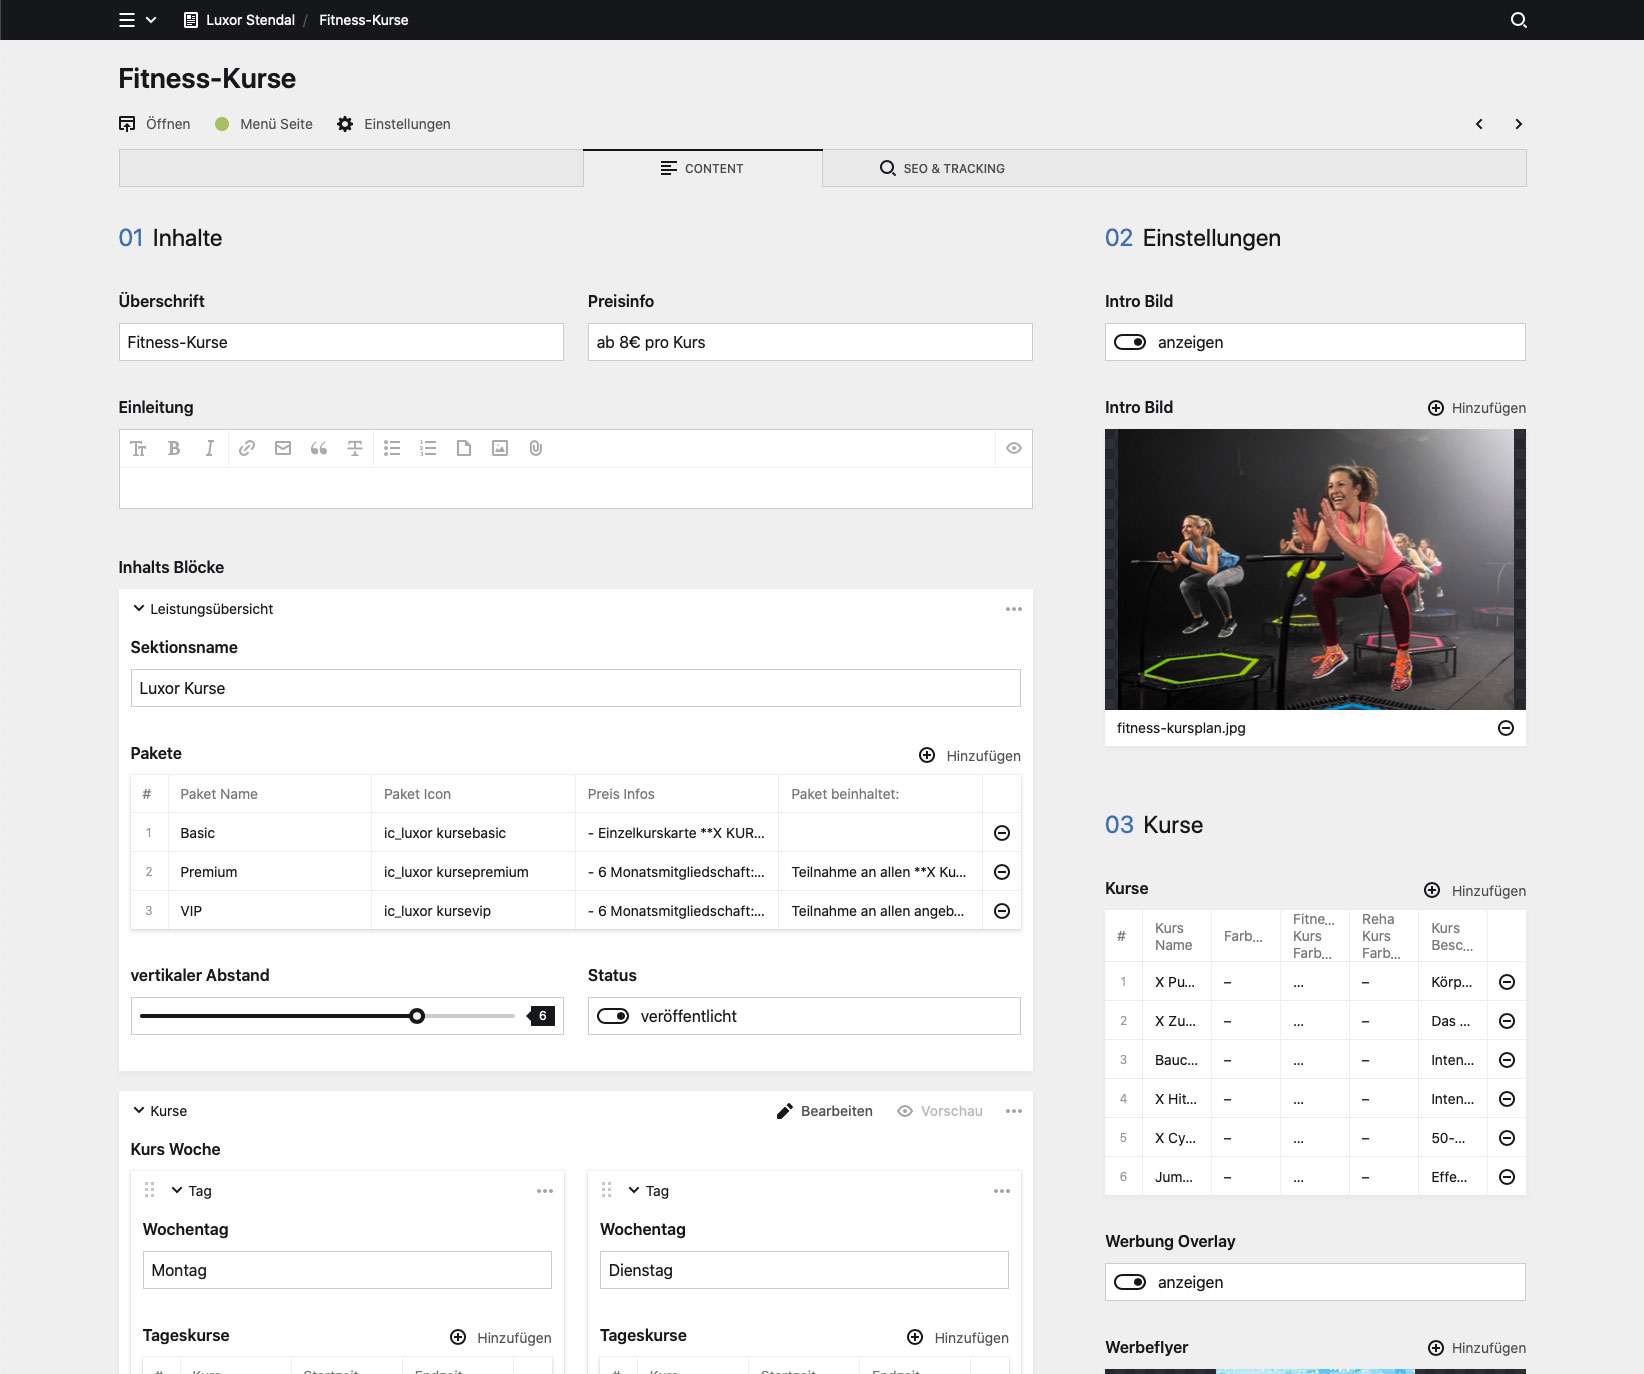 Luxor Stendal / Fitness-Kurse
Fitness-Kurse
Öffnen Menü Seite Einstellungen
CONTENT SEO & TRACKING
01 Inhalte
Überschrift Preisinfo
Fitness-Kurse ab 8€ pro Kurs
Einleitung
Inhalts Blöcke
Leistungsübersicht
Sektionsname
Luxor Kurse
Pakete Hinzufügen
# Paket Name Paket Icon Preis Infos Paket beinhaltet:
1 Basic ic_luxor kursebasic - Einzelkurskarte **X KUR...
2 Premium ic_luxor kursepremium - 6 Monatsmitgliedschaft:... Teilnahme an allen **X Ku...
3 VIP ic_luxor kursevip - 6 Monatsmitgliedschaft:... Teilnahme an allen angeb...
vertikaler Abstand Status
6 veröffentlicht
Kurse Bearbeiten Vorschau
Kurs Woche
Tag Tag
Wochentag Wochentag
Montag Dienstag
Tageskurse Hinzufügen Tageskurse Hinzufügen
# Kurs Startzeit Endzeit # Kurs Startzeit Endzeit
02 Einstellungen
Intro Bild
anzeigen
Intro Bild Hinzufügen
fitness-kursplan.jpg
03 Kurse
Kurse Hinzufügen
# Kurs Name Farb... Fitne... Kurs Farb... Reha Kurs Farb... Kurs Besc...
1 X Pu... – ... – Körp...
2 X Zu... – ... – Das ...
3 Bauc... – ... – Inten...
4 X Hit... – ... – Inten...
5 X Cy... – ... – 50-...
6 Jum... – ... – Effe...
Werbung Overlay
anzeigen
Werbeflyer Hinzufügen